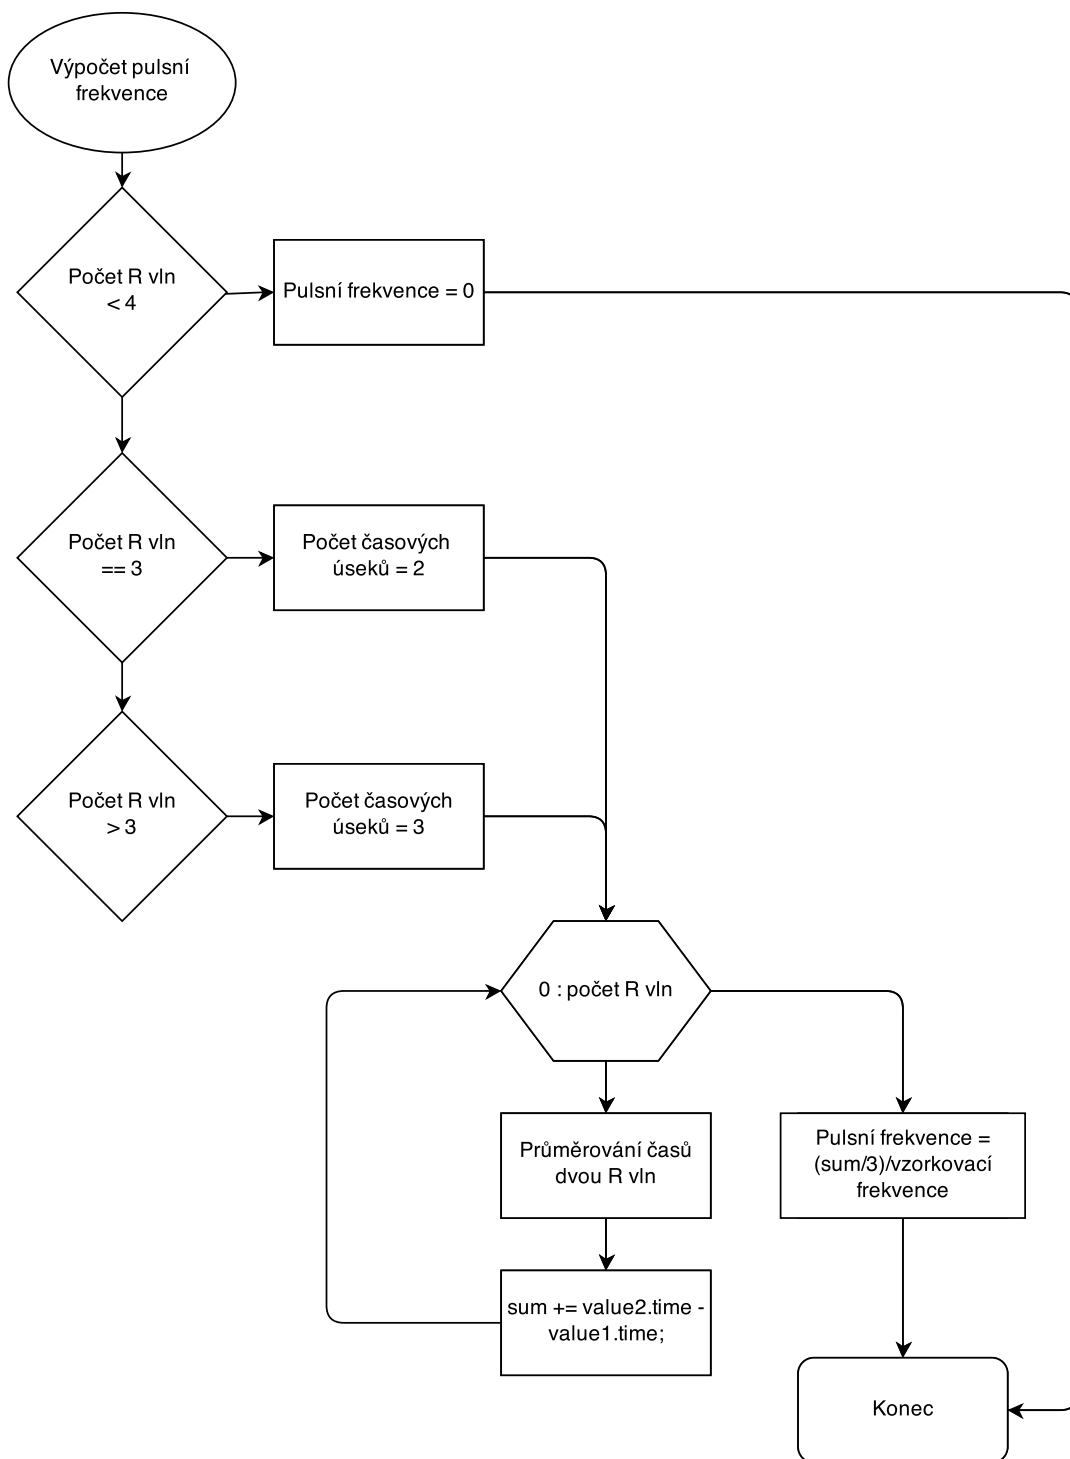 Výpočet pulsní
frekvence
Počet R vln
< 4
Pulsní frekvence = 0
Počet R vln
== 3
Počet časových
úseků = 2
Počet R vln
> 3
Počet časových
úseků = 3
0 : počet R vln
Průměrování časů
dvou R vln
Pulsní frekvence =
(sum/3)/vzorkovací
frekvence
sum += value2.time -
value1.time;
Konec